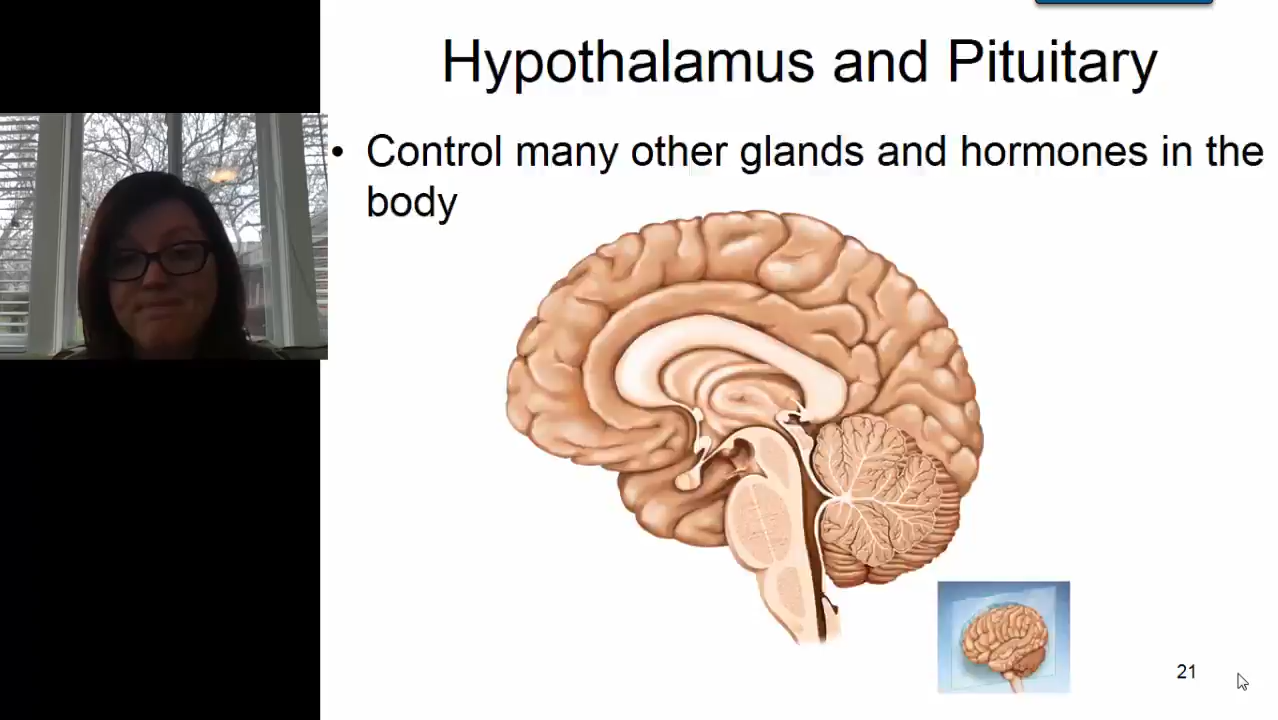 Hypothalamus and Pituitary
• Control many other glands and hormones in the
body
21